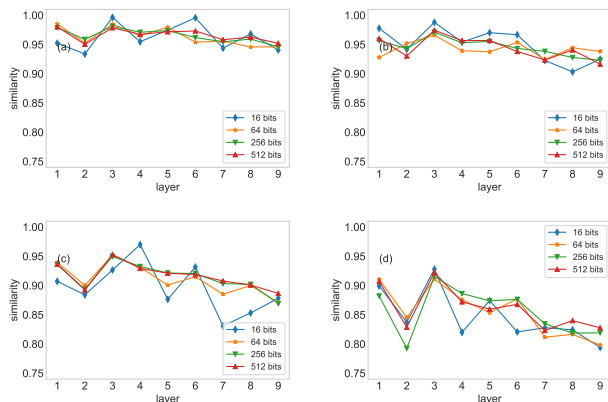 1.00
0.95
0.90
0.85
0.80
0.75
similarity
(a)
16 bits
64 bits
256 bits
512 bits
1 2 3 4 5 6 7 8 9
layer
1.00
0.95
0.90
0.85
0.80
0.75
similarity
(b)
16 bits
64 bits
256 bits
512 bits
1 2 3 4 5 6 7 8 9
layer
1.00
0.95
0.90
0.85
0.80
0.75
similarity
(c)
16 bits
64 bits
256 bits
512 bits
1 2 3 4 5 6 7 8 9
layer
1.00
0.95
0.90
0.85
0.80
0.75
similarity
(d)
16 bits
64 bits
256 bits
512 bits
1 2 3 4 5 6 7 8 9
layer